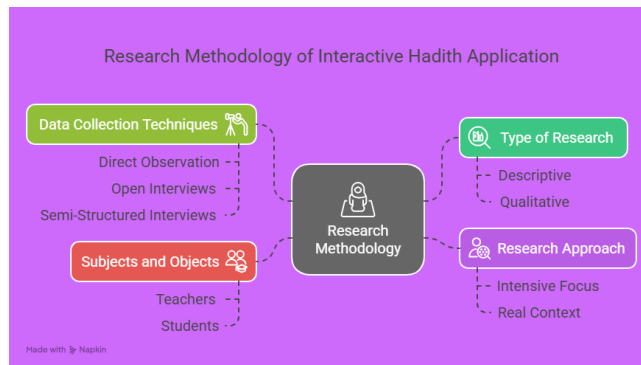 Research Methodology of Interactive Hadith Application
Data Collection Techniques
Direct Observation
Open Interviews
Semi-Structured Interviews
Subjects and Objects
Teachers
Students
Research
Methodology
Type of Research
Descriptive
Qualitative
Research Approach
Intensive Focus
Real Context
Made with Napkin